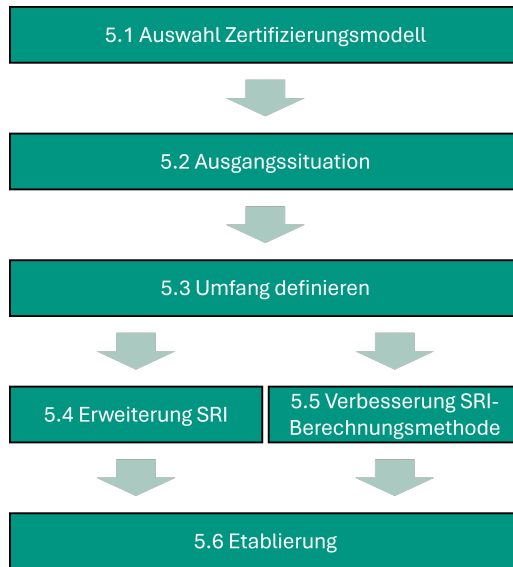 5.1 Auswahl Zertifizierungsmodell
5.2 Ausgangssituation
5.3 Umfang definieren
5.4 Erweiterung SRI
5.5 Verbesserung SRI-
Berechnungsmethode
5.6 Etablierung